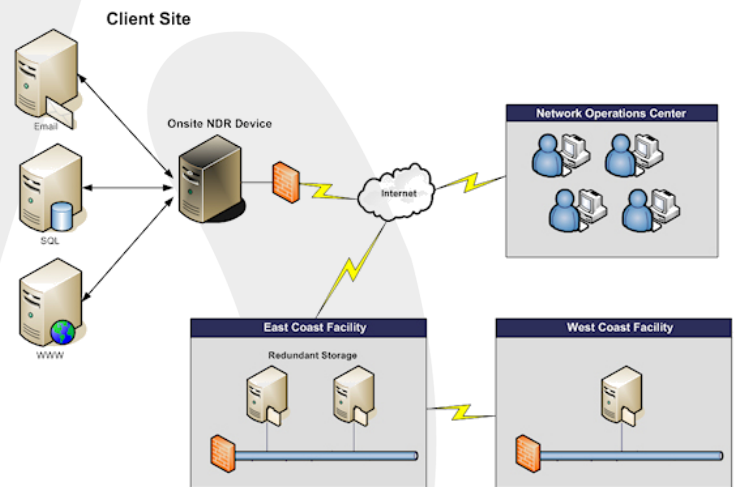 Client Site
Email
SQL
WWW
Onsite NDR Device
Internet
Network Operations Center
East Coast Facility
Redundant Storage
West Coast Facility